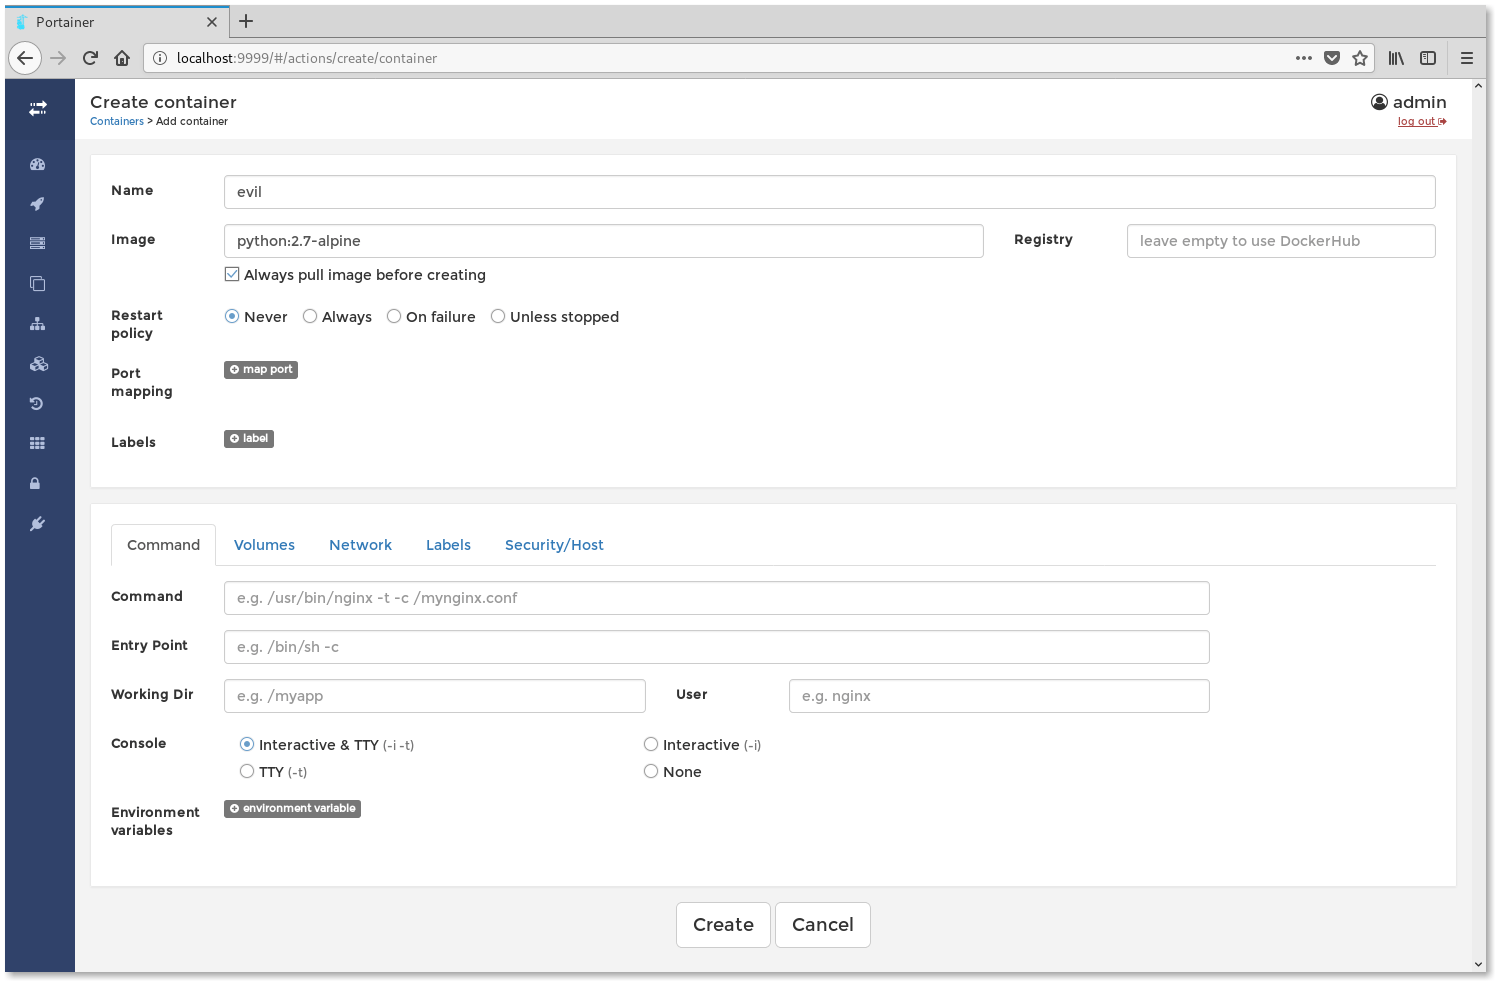 Portainer
localhost:9999/#/actions/create/container
Create container
admin
Containers > Add container
log out
Name
evil
Image
python:2.7-alpine
Registry
leave empty to use DockerHub
Always pull image before creating
Restart
policy
Never
Always
On failure
Unless stopped
Port
mapping
map port
Labels
label
Command
Volumes
Network
Labels
Security/Host
Command
e.g. /usr/bin/nginx -t -c /mynginx.conf
Entry Point
e.g. /bin/sh -c
Working Dir
e.g. /myapp
User
e.g. nginx
Console
Interactive & TTY (-i -t)
Interactive (-i)
TTY (-t)
None
Environment
variables
environment variable
Create
Cancel